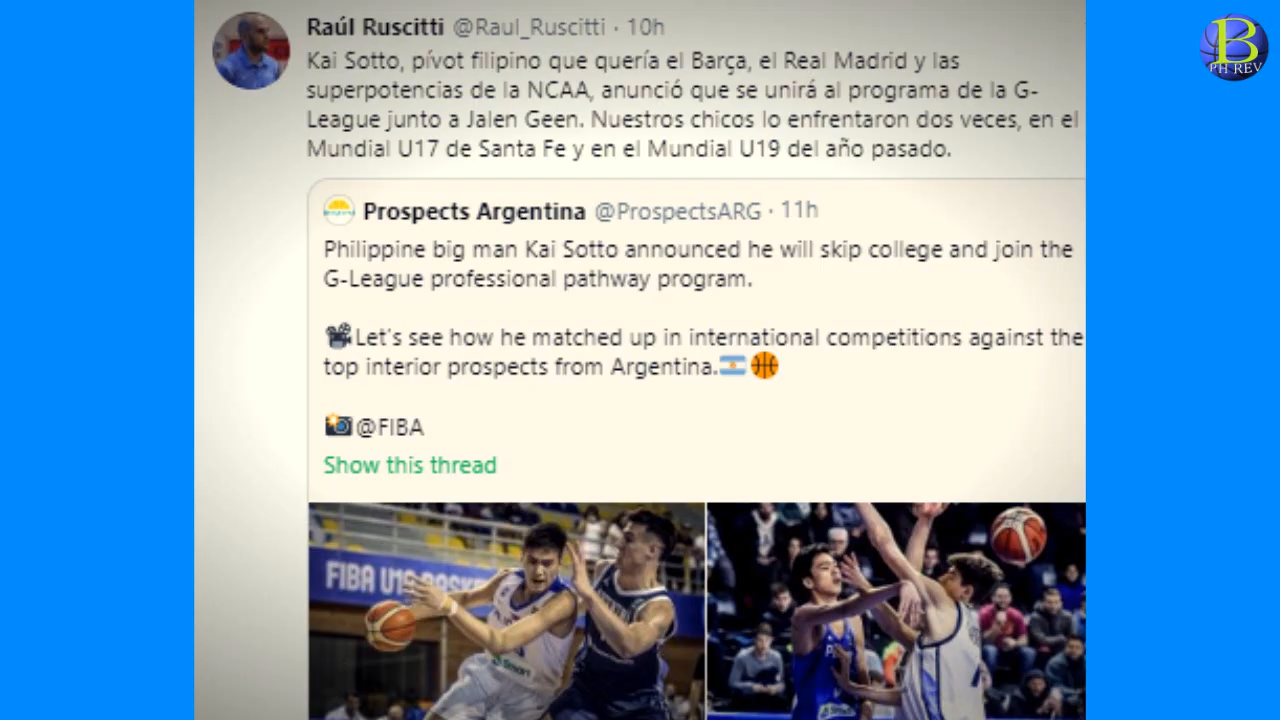 Raúl Ruscitti @Raul_Ruscitti · 10h
Kai Sotto, pívot filipino que quería el Barça, el Real Madrid y las
superpotencias de la NCAA, anunció que se unirá al programa de la G-
League junto a Jalen Geen. Nuestros chicos lo enfrentaron dos veces, en el
Mundial U17 de Santa Fe y en el Mundial U19 del año pasado.
Prospects Argentina @ProspectsARG · 11h
Philippine big man Kai Sotto announced he will skip college and join the
G-League professional pathway program.
Let's see how he matched up in international competitions against the
top interior prospects from Argentina.
@FIBA
Show this thread
FIBA U19 BASKE
Smart
B
PH REV